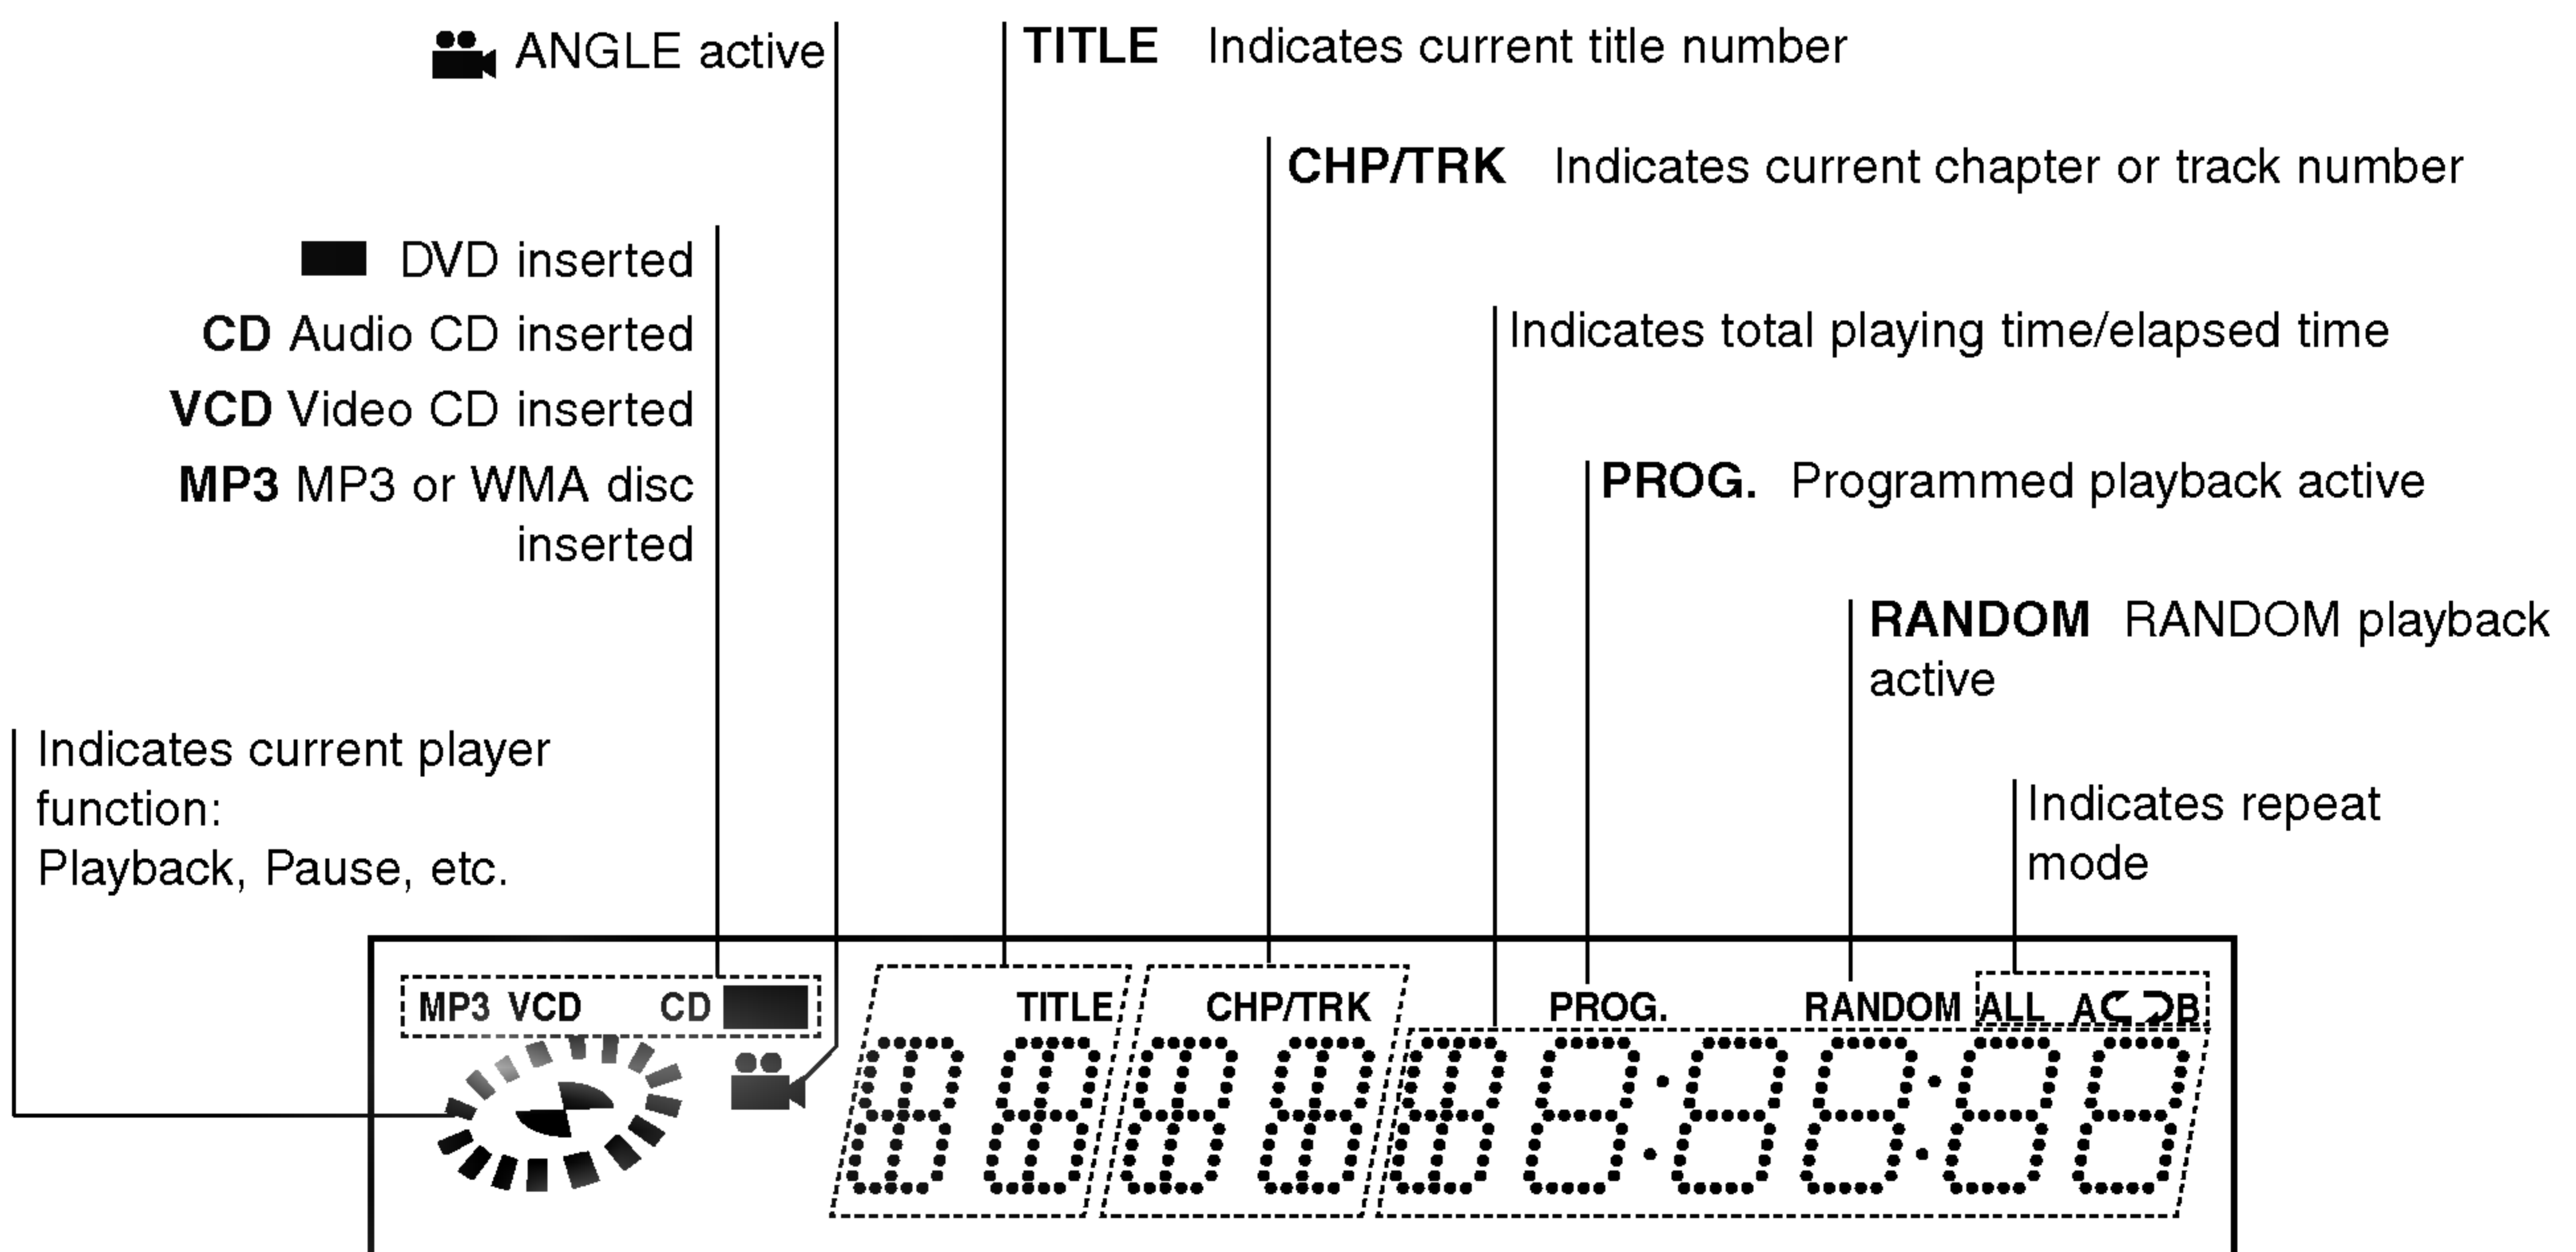 ANGLE active
TITLE Indicates current title number
CHP/TRK Indicates current chapter or track number
DVD inserted
CD Audio CD inserted
VCD Video CD inserted
MP3 MP3 or WMA disc
inserted
Indicates total playing time/elapsed time
PROG. Programmed playback active
RANDOM RANDOM playback
active
Indicates current player
function:
Playback, Pause, etc.
Indicates repeat
mode
MP3 VCD CD TITLE CHP/TRK PROG. RANDOM ALL A B